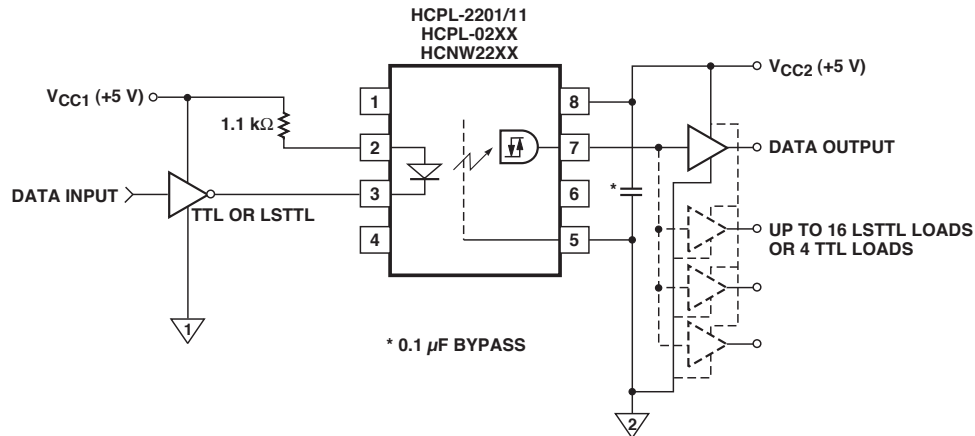 HCPL-2201/11
HCPL-02XX
HCNW22XX
VCC1 (+5 V)
1.1 kΩ
DATA INPUT
TTL OR LSTTL
1
1
2
3
4
8
7
6
5
*
VCC2 (+5 V)
DATA OUTPUT
UP TO 16 LSTTL LOADS
OR 4 TTL LOADS
* 0.1 µF BYPASS
2